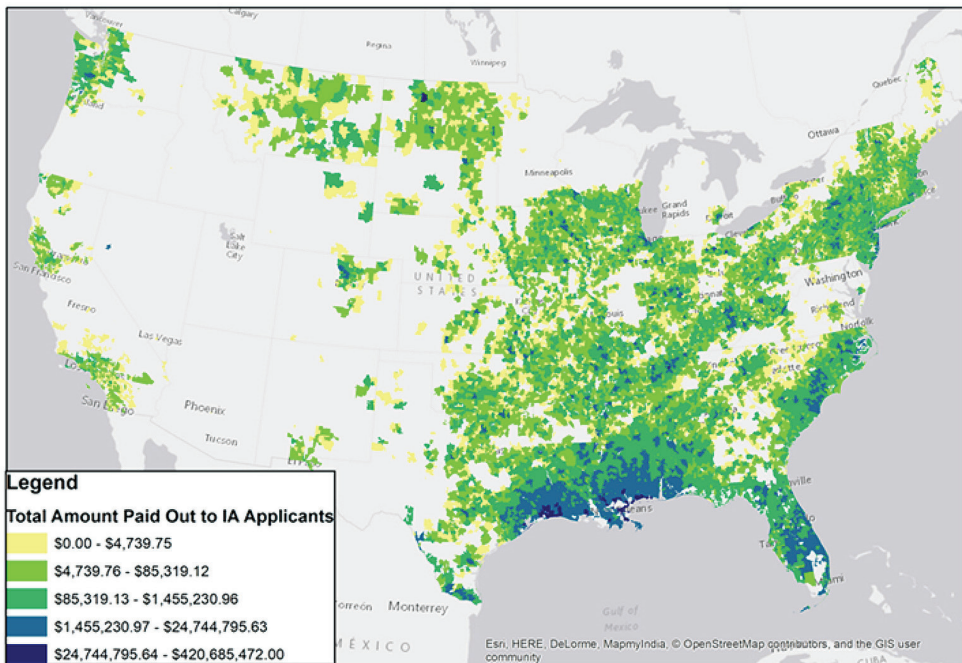 Vancouver
Calgary
Regina
Winnipeg
Quebec
Ottawa
Minneapolis
Grand
Rapids
Salt
Lake
City
UNITED
STATES
Washington
Norfolk
San Francisco
Fresno
Las Vegas
Phoenix
Tucson
Monterrey
Gulf of
Mexico
MÉXICO
CUBA
Legend
Total Amount Paid Out to IA Applicants
$0.00 - $4,739.75
$4,739.76 - $85,319.12
$85,319.13 - $1,455,230.96
$1,455,230.97 - $24,744,795.63
$24,744,795.64 - $420,685,472.00
Esri, HERE, DeLorme, MapmyIndia, © OpenStreetMap contributors, and the GIS user
community